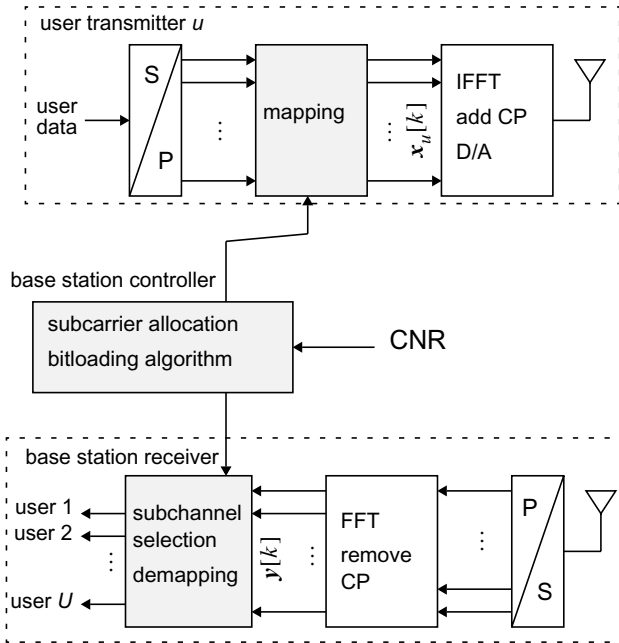 user transmitter u
user
data
S
P
mapping
x_u[k]
IFFT
add CP
D/A
base station controller
subcarrier allocation
bitloading algorithm
CNR
base station receiver
user 1
user 2
user U
subchannel
selection
demapping
y[k]
FFT
remove
CP
P
S